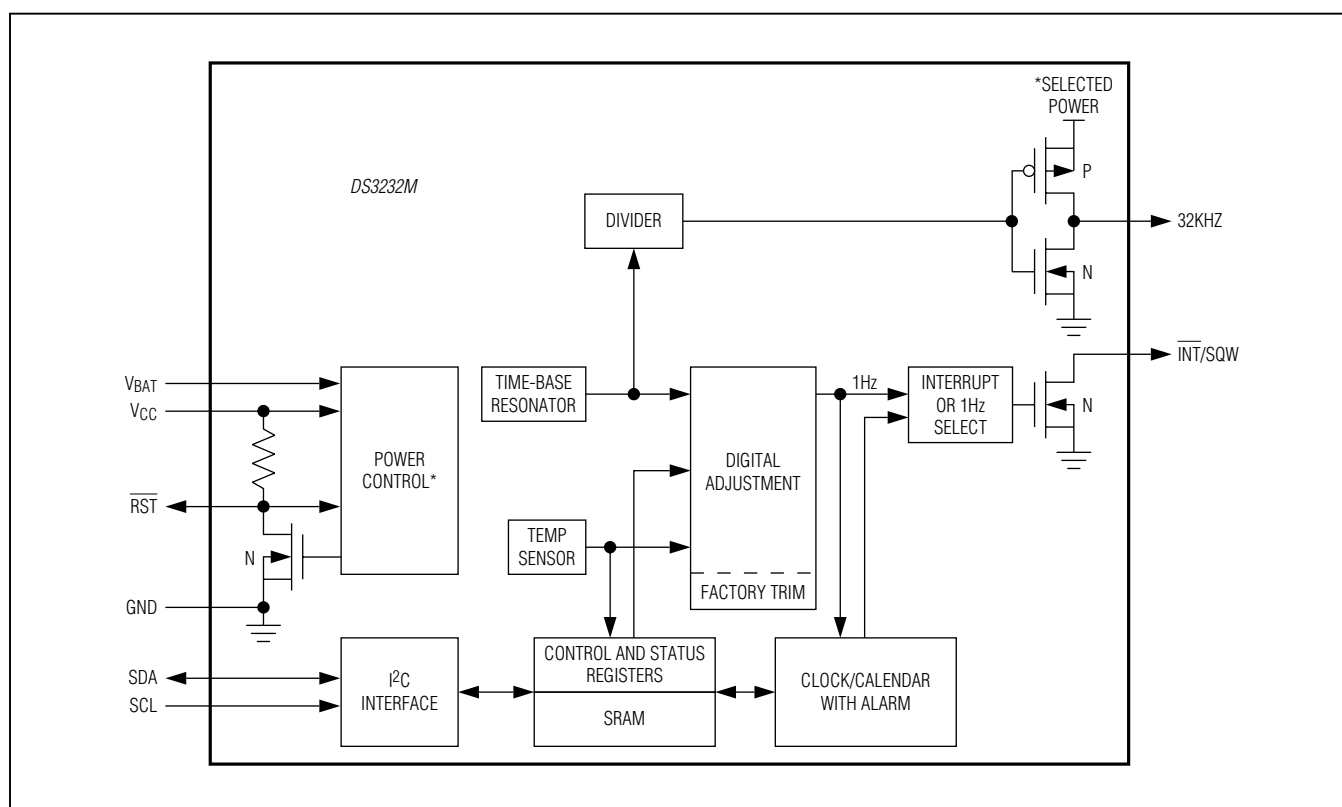 *SELECTED
POWER
P
DS3232M
DIVIDER
32KHZ
N
INT/SQW
VBAT
VCC
TIME-BASE
RESONATOR
1Hz
INTERRUPT
OR 1Hz
SELECT
N
POWER
CONTROL*
DIGITAL
ADJUSTMENT
RST
TEMP
SENSOR
N
FACTORY TRIM
GND
CONTROL AND STATUS
REGISTERS
SDA
I2C
INTERFACE
CLOCK/CALENDAR
WITH ALARM
SCL
SRAM